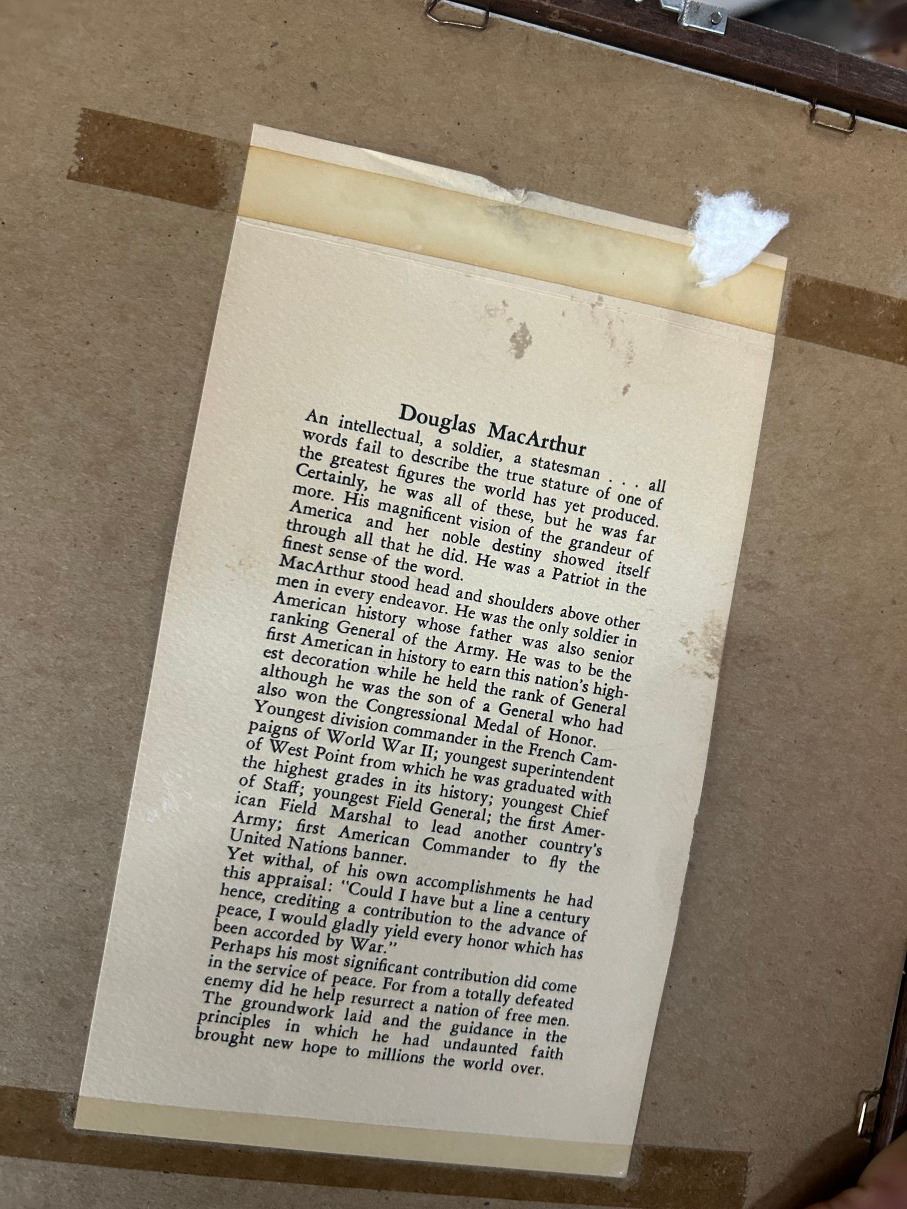 Douglas MacArthur
An intellectual, a soldier, a statesman . . . all
words fail to describe the true stature of one of
the greatest figures the world has yet produced.
Certainly, he was all of these, but he was far
more. His magnificent vision of the grandeur of
America and her noble destiny showed itself
through all that he did. He was a Patriot in the
finest sense of the word.
MacArthur stood head and shoulders above other
men in every endeavor. He was the only soldier in
American history whose father was also senior
ranking General of the Army. He was to be the
first American in history to earn this nation's high-
est decoration while he held the rank of General
although he was the son of a General who had
also won the Congressional Medal of Honor.
Youngest division commander in the French Cam-
paigns of World War II; youngest superintendent
of West Point from which he was graduated with
the highest grades in its history; youngest Chief
of Staff; youngest Field General; the first Amer-
ican Field Marshal to lead another country's
Army; first American Commander to fly the
United Nations banner.
Yet withal, of his own accomplishments he had
this appraisal: "Could I have but a line a century
hence, crediting a contribution to the advance of
peace, I would gladly yield every honor which has
been accorded by War."
Perhaps his most significant contribution did come
in the service of peace. For from a totally defeated
enemy did he help resurrect a nation of free men.
The groundwork laid and the guidance in the
principles in which he had undaunted faith
brought new hope to millions the world over.